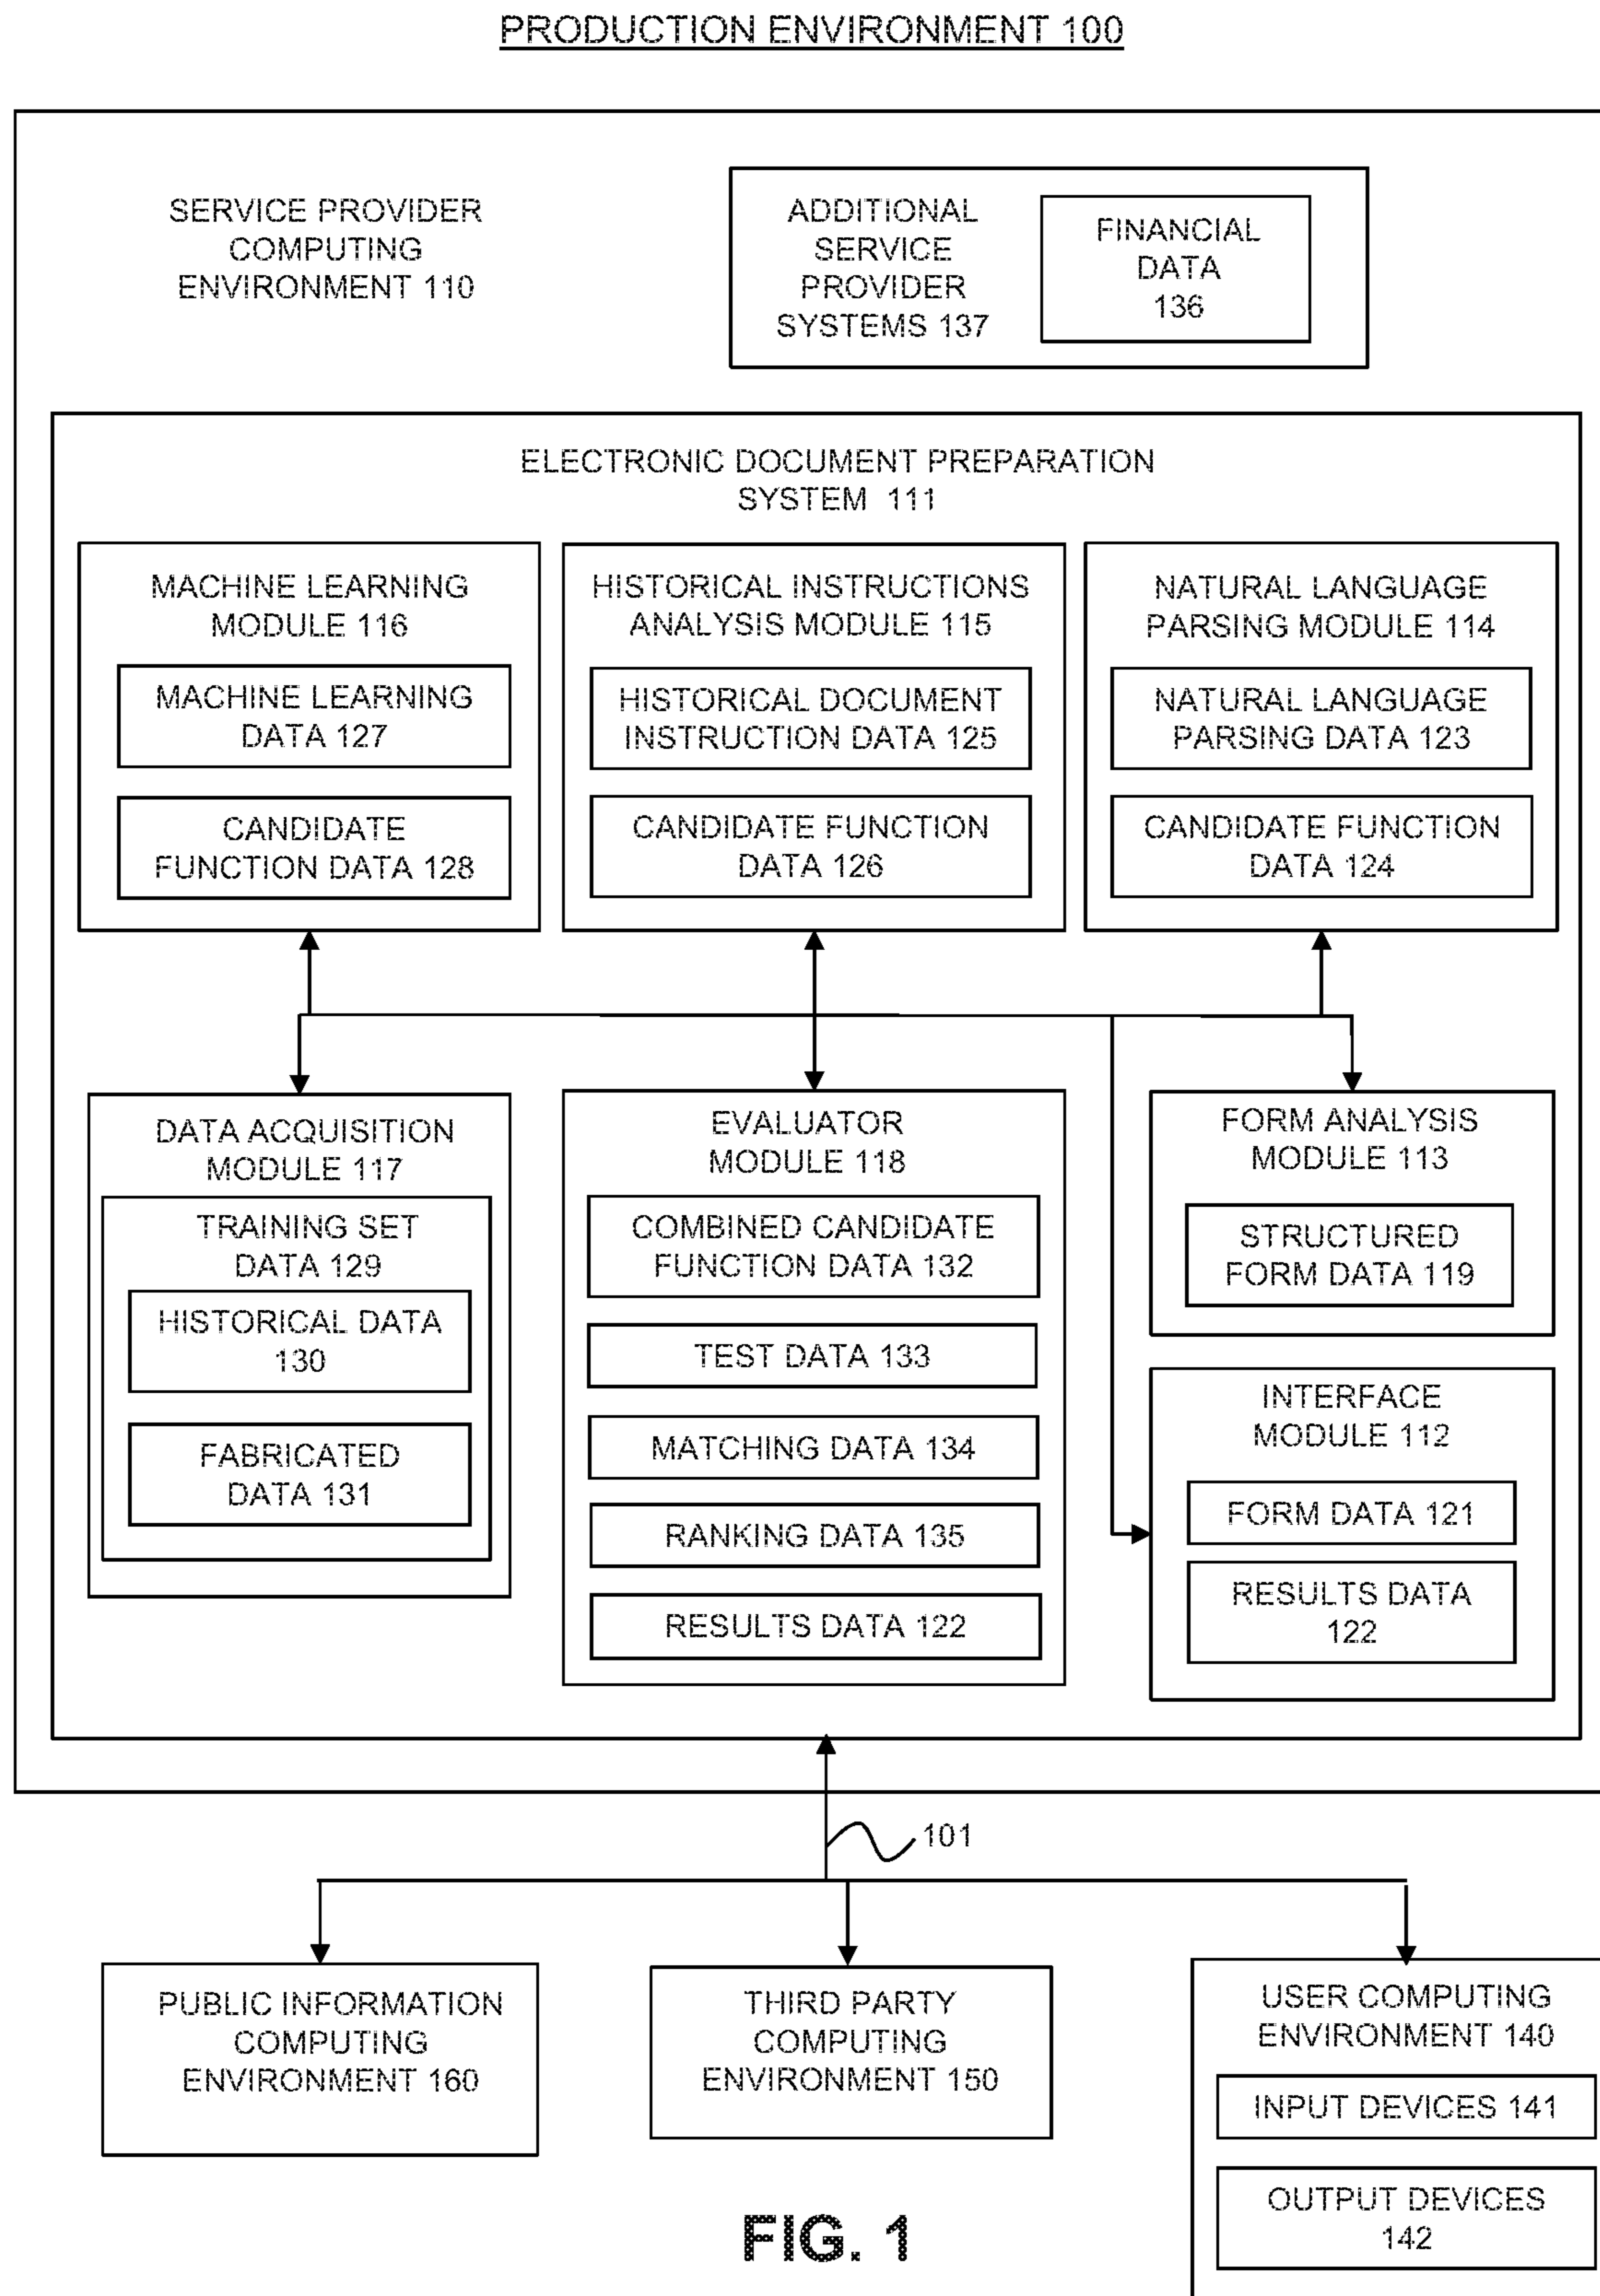 PRODUCTION ENVIRONMENT 100
SERVICE PROVIDER
COMPUTING
ENVIRONMENT 110
ADDITIONAL
SERVICE
PROVIDER
SYSTEMS 137
FINANCIAL
DATA
136
ELECTRONIC DOCUMENT PREPARATION
SYSTEM 111
MACHINE LEARNING
MODULE 116
MACHINE LEARNING
DATA 127
CANDIDATE
FUNCTION DATA 128
HISTORICAL INSTRUCTIONS
ANALYSIS MODULE 115
HISTORICAL DOCUMENT
INSTRUCTION DATA 125
CANDIDATE FUNCTION
DATA 126
NATURAL LANGUAGE
PARSING MODULE 114
NATURAL LANGUAGE
PARSING DATA 123
CANDIDATE FUNCTION
DATA 124
DATA ACQUISITION
MODULE 117
TRAINING SET
DATA 129
HISTORICAL DATA
130
FABRICATED
DATA 131
EVALUATOR
MODULE 118
COMBINED CANDIDATE
FUNCTION DATA 132
TEST DATA 133
MATCHING DATA 134
RANKING DATA 135
RESULTS DATA 122
FORM ANALYSIS
MODULE 113
STRUCTURED
FORM DATA 119
INTERFACE
MODULE 112
FORM DATA 121
RESULTS DATA
122
101
PUBLIC INFORMATION
COMPUTING
ENVIRONMENT 160
THIRD PARTY
COMPUTING
ENVIRONMENT 150
USER COMPUTING
ENVIRONMENT 140
INPUT DEVICES 141
OUTPUT DEVICES
142
FIG. 1